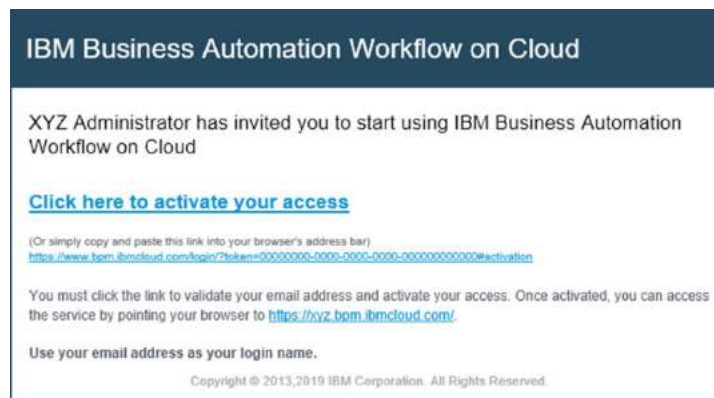 IBM Business Automation Workflow on Cloud
XYZ Administrator has invited you to start using IBM Business Automation
Workflow on Cloud
Click here to activate your access
(Or simply copy and paste this link into your browser's address bar)
https://www.bpm.ibmcloud.com/login/?token=00000000-0000-0000-0000-000000000000#activation
You must click the link to validate your email address and activate your access. Once activated, you can access
the service by pointing your browser to https://xyz.bpm.ibmcloud.com/.
Use your email address as your login name.
Copyright © 2013,2019 IBM Corporation. All Rights Reserved.